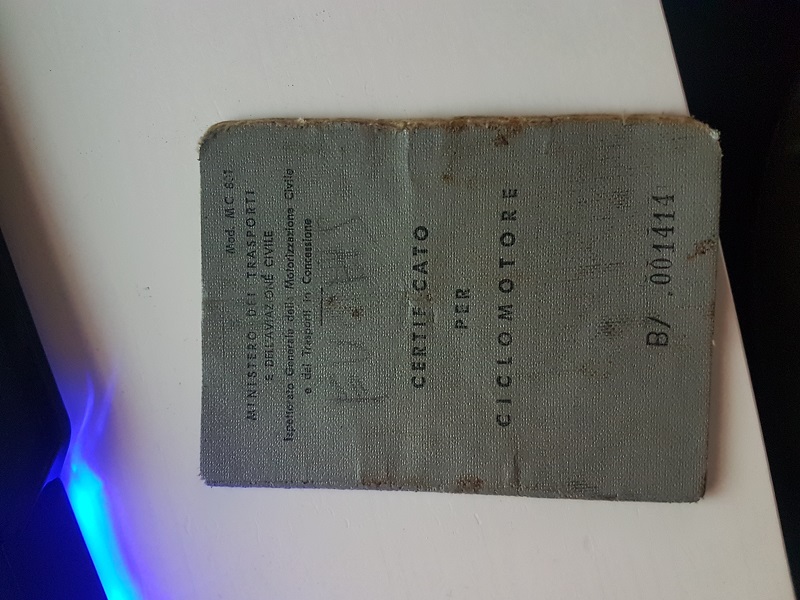 Mod. MC 
MINISTERO DEI TRASPORTI
E DELL'AVIAZIONE CIVILE
Ispettorato Generale della Motorizzazione Civile
e dei Trasporti in Concessione
CERTIFICATO
PER
CICLOMOTORE
B/ 001414